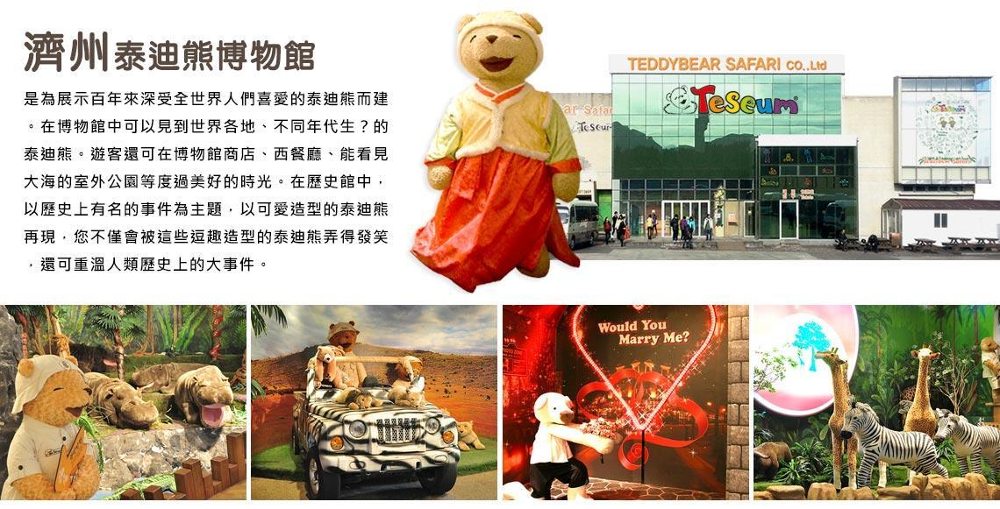 濟州泰迪熊博物館
是為展示百年來深受全世界人們喜愛的泰迪熊而建
。在博物館中可以見到世界各地、不同年代生?的
泰迪熊。遊客還可在博物館商店、西餐廳、能看見
大海的室外公園等度過美好的時光。在歷史館中，
以歷史上有名的事件為主題，以可愛造型的泰迪熊
再現，您不僅會被這些逗趣造型的泰迪熊弄得發笑
，還可重溫人類歷史上的大事件。
TEDDYBEAR SAFARI CO.,Ltd
Teseum
ar Safar
Teseum
Teseum
Would You
Marry Me?
PHOTO ZONE